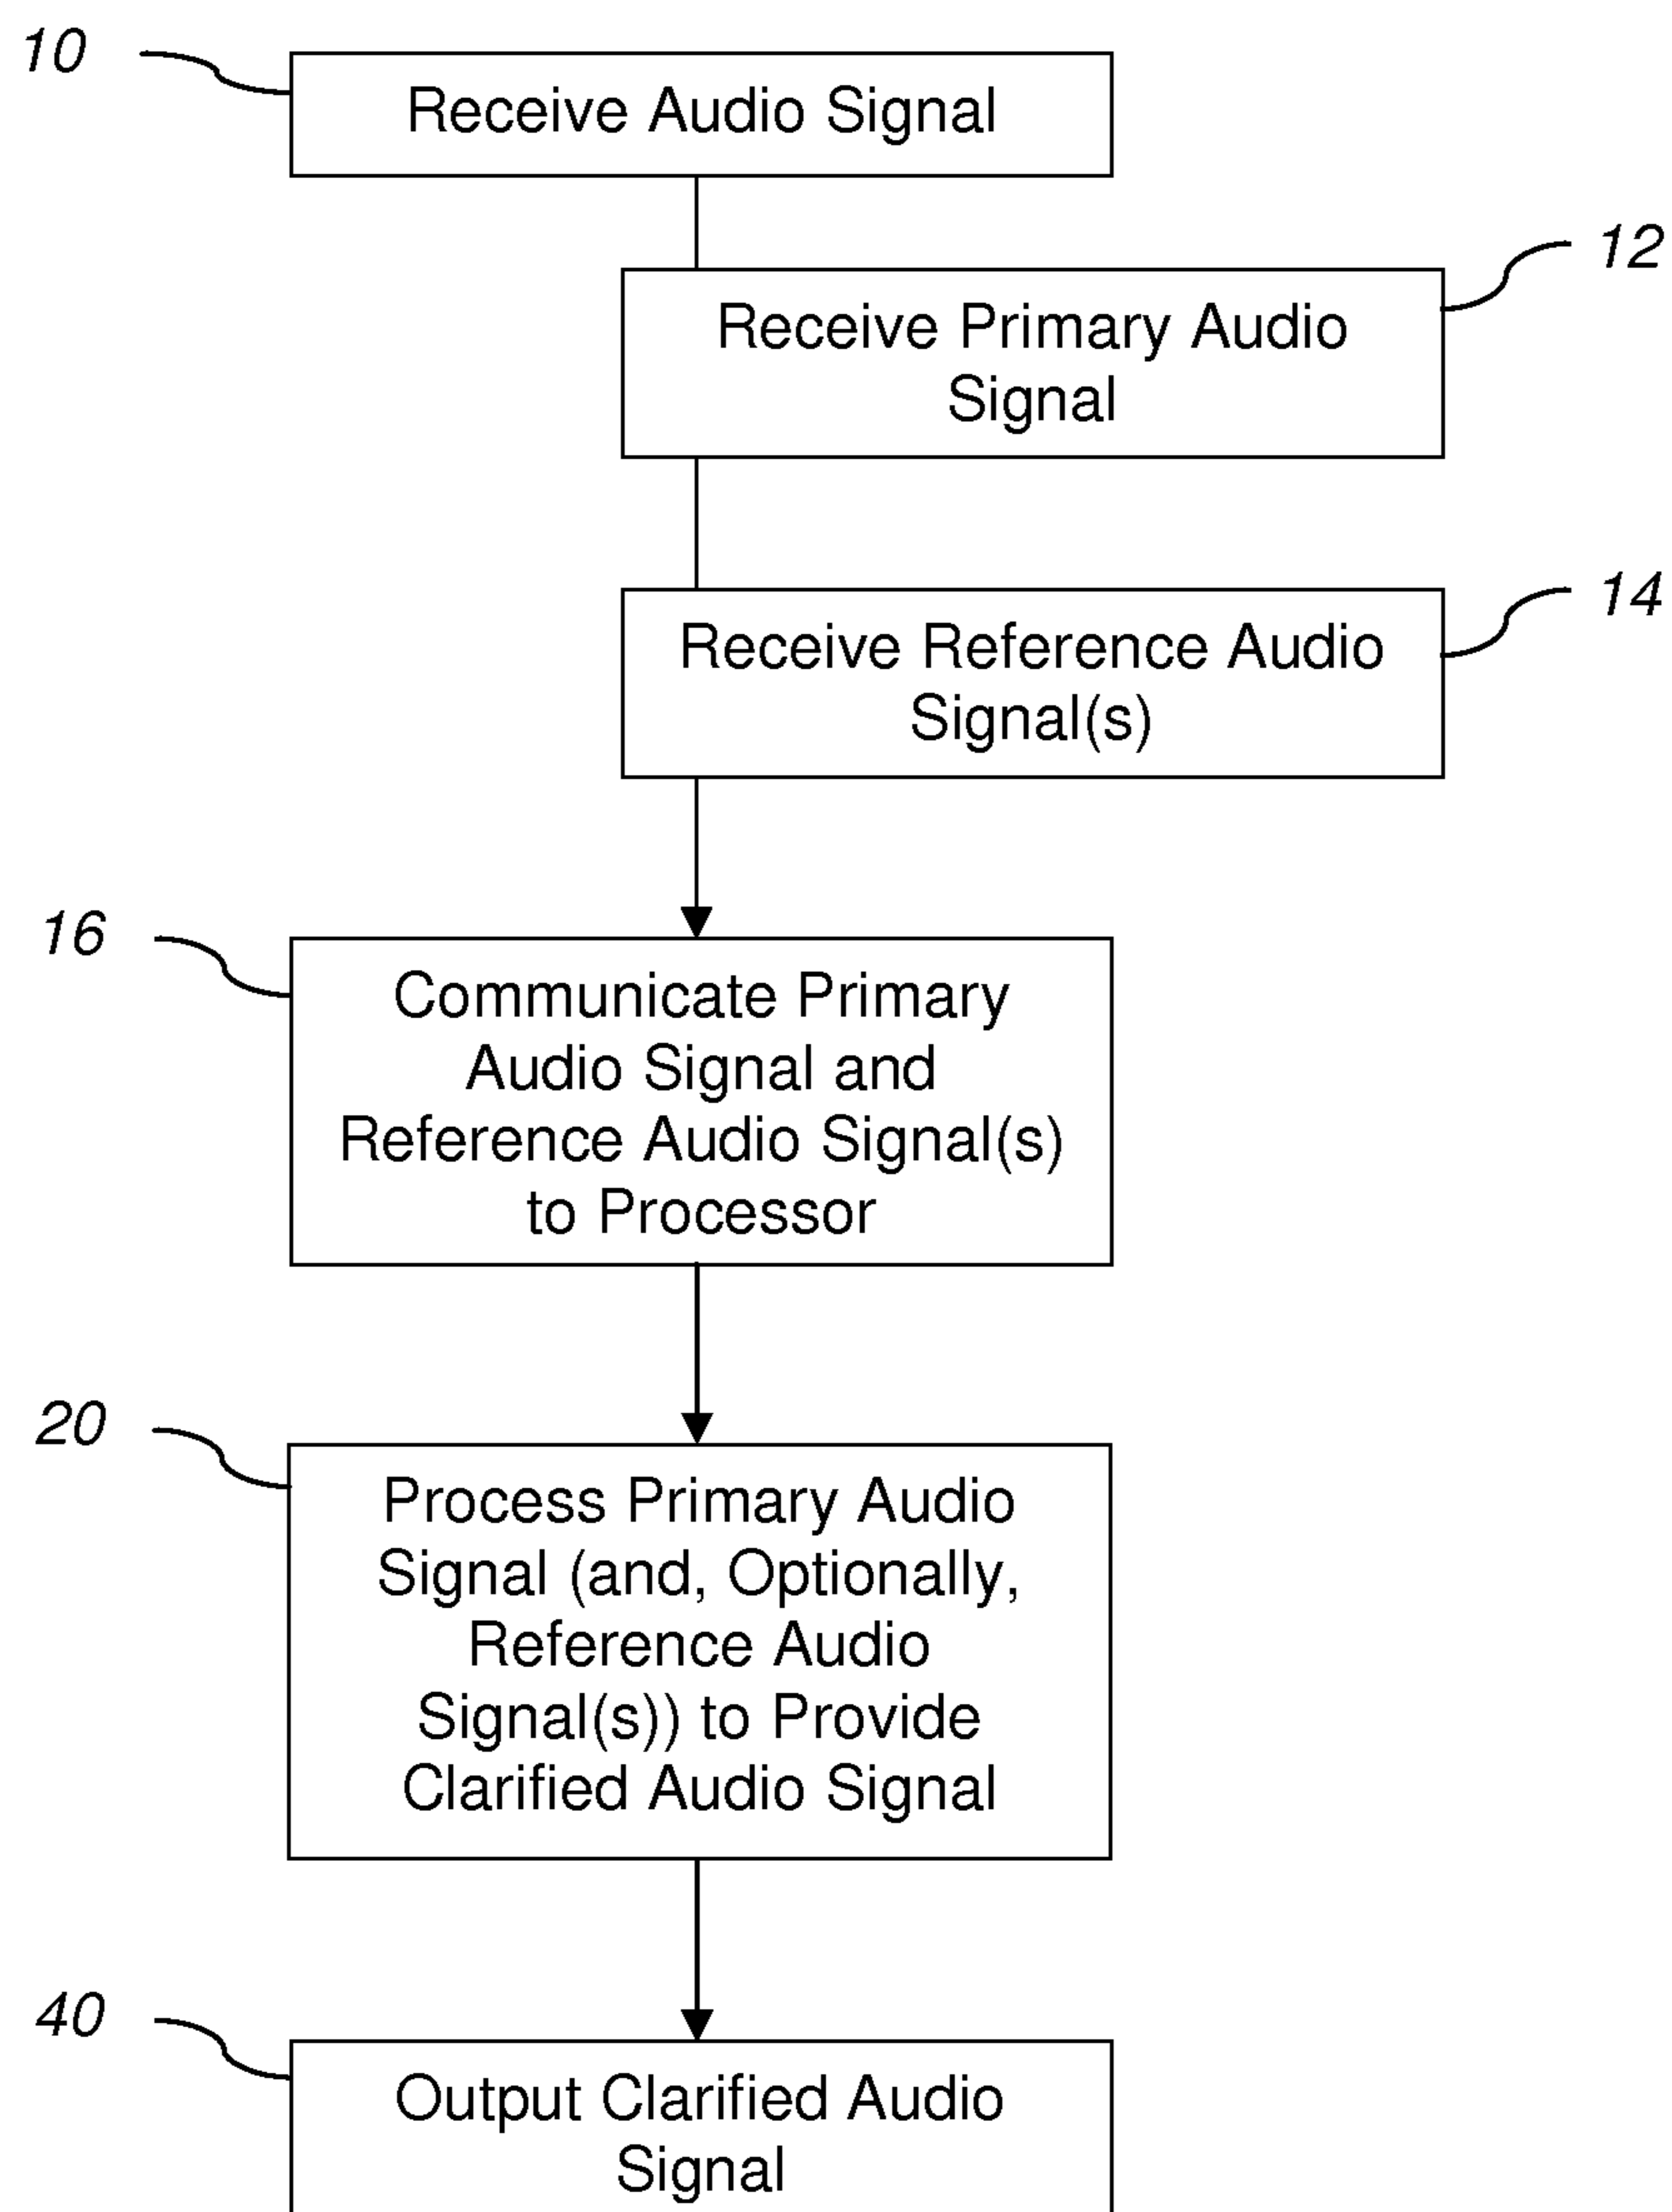 10
Receive Audio Signal
12
Receive Primary Audio
Signal
14
Receive Reference Audio
Signal(s)
16
Communicate Primary
Audio Signal and
Reference Audio Signal(s)
to Processor
20
Process Primary Audio
Signal (and, Optionally,
Reference Audio
Signal(s)) to Provide
Clarified Audio Signal
40
Output Clarified Audio
Signal